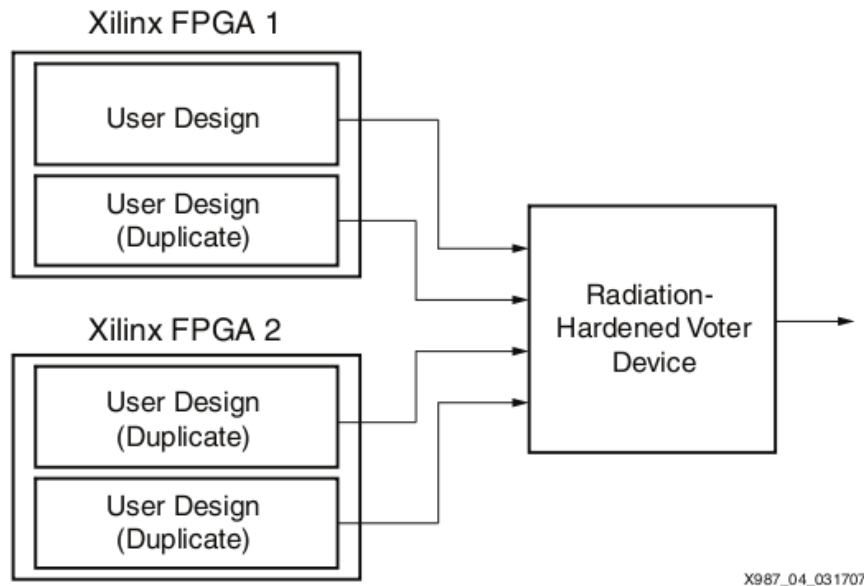 Xilinx FPGA 1
User Design
User Design
(Duplicate)
Xilinx FPGA 2
User Design
(Duplicate)
User Design
(Duplicate)
Radiation-
Hardened Voter
Device
X987_04_031707